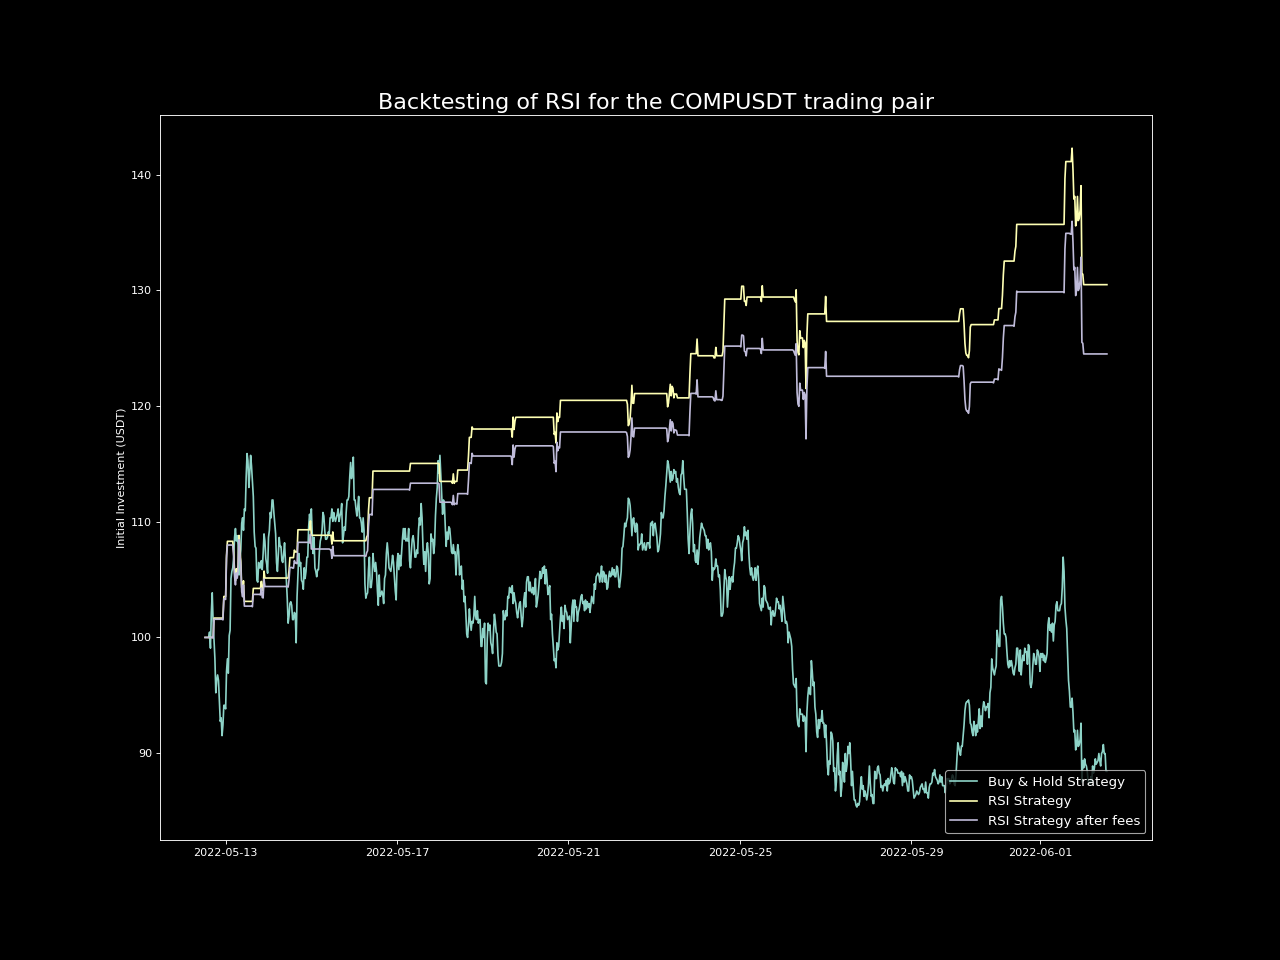 Backtesting of RSI for the COMPUSDT trading pair
Initial Investment (USDT)
140
130
120
110
100
90
2022-05-13
2022-05-17
2022-05-21
2022-05-25
2022-05-29
2022-06-01
Buy & Hold Strategy
RSI Strategy
RSI Strategy after fees